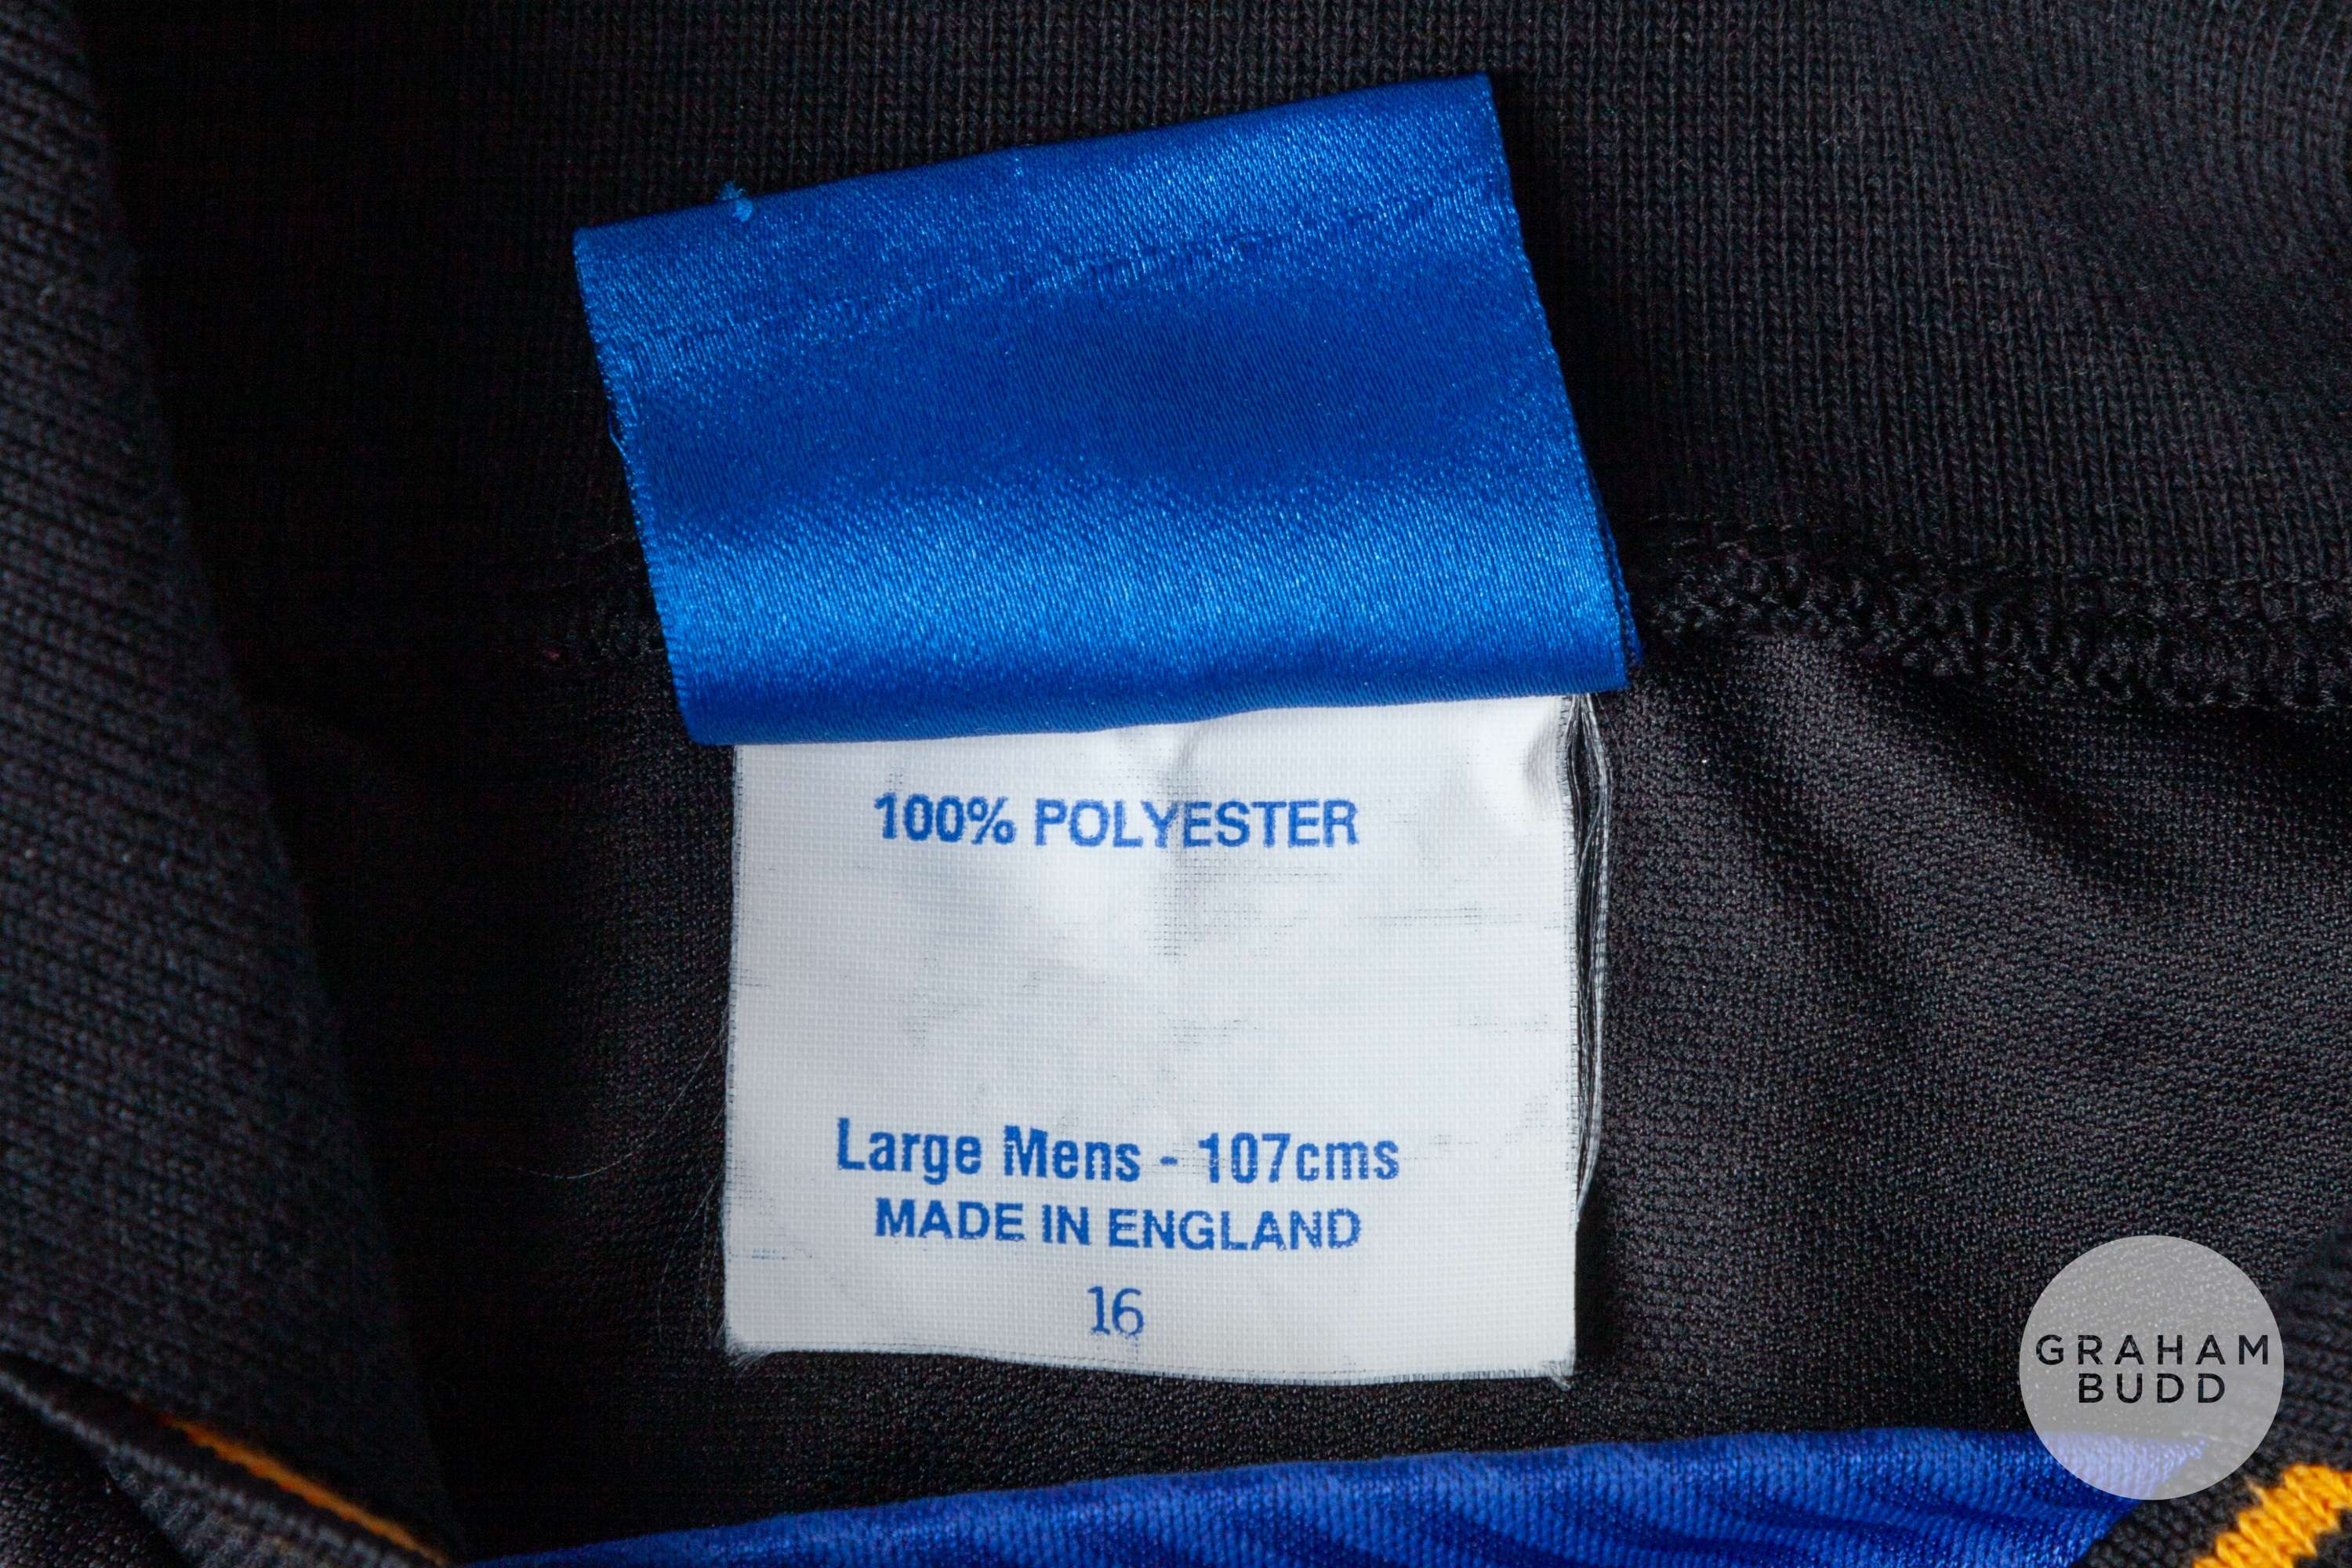 100% POLYESTER
Large Mens - 107cms
MADE IN ENGLAND
16
GRAHAM
BUDD